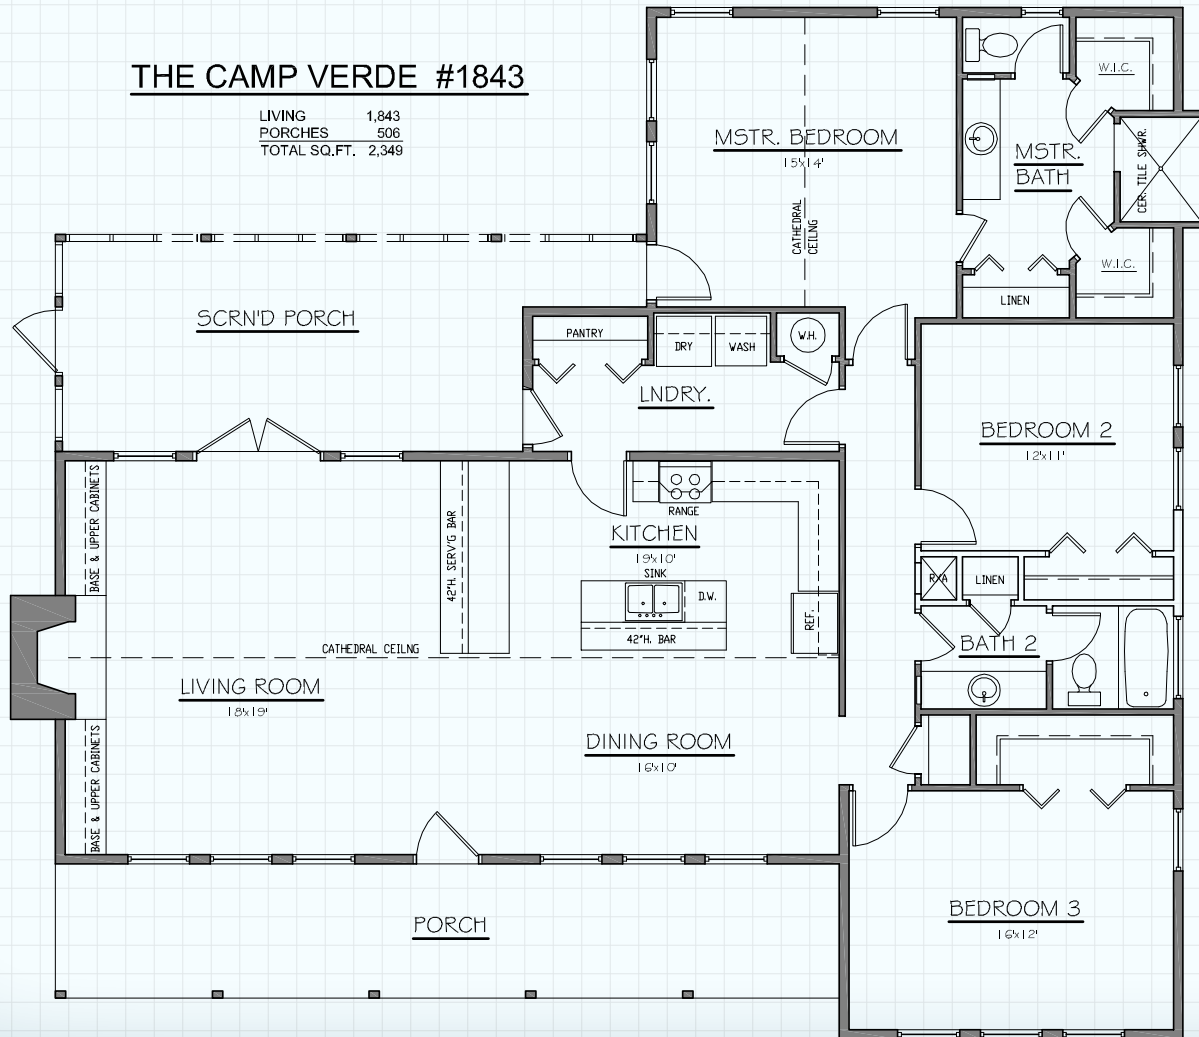 THE CAMP VERDE #1843
LIVING 1,843
PORCHES 506
TOTAL SQ.FT. 2,349
MSTR. BEDROOM
15'x14'
CATHEDRAL
CEILNG
W.I.C.
MSTR.
BATH
CER. TILE SHWR.
W.I.C.
LINEN
SCRN'D PORCH
PANTRY
DRY
WASH
W.H.
LNDRY.
BEDROOM 2
12'x11'
BASE & UPPER CABINETS
42"H. SERV'G BAR
RANGE
KITCHEN
19'x10'
SINK
D.W.
42"H. BAR
REF.
R/A
LINEN
BATH 2
CATHEDRAL CEILNG
LIVING ROOM
18'x19'
DINING ROOM
16'x10'
BASE & UPPER CABINETS
PORCH
BEDROOM 3
16'x12'